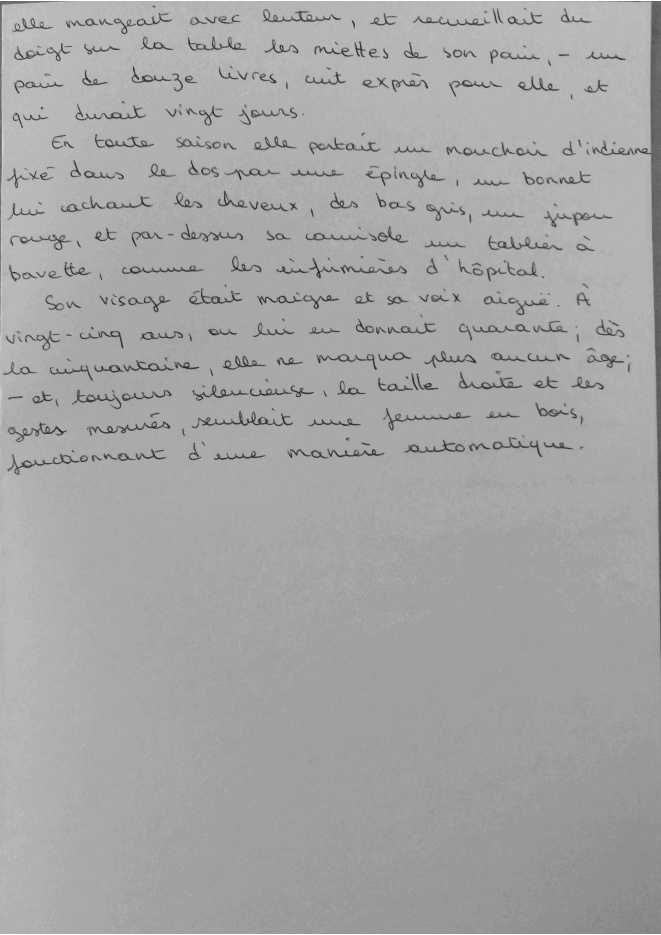 elle mangeait avec lenteur, et recueillait du
doigt sur la table les miettes de son pain, - un
pain de douze livres, cuit exprès pour elle, et
qui durait vingt jours.
En toute saison elle portait un mouchoir d'indienne
fixé dans le dos par une épingle, un bonnet
lui cachant les cheveux, des bas gris, un jupon
rouge, et par-dessus sa camisole un tablier à
bavette, comme les infirmières d'hôpital.
Son visage était maigre et sa voix aiguë. À
vingt-cinq ans, on lui en donnait quarante; dès
la cinquantaine, elle ne marqua plus aucun âge;
- et, toujours silencieuse, la taille droite et les
gestes mesurés, semblait une femme en bois,
fonctionnant d'une manière automatique.